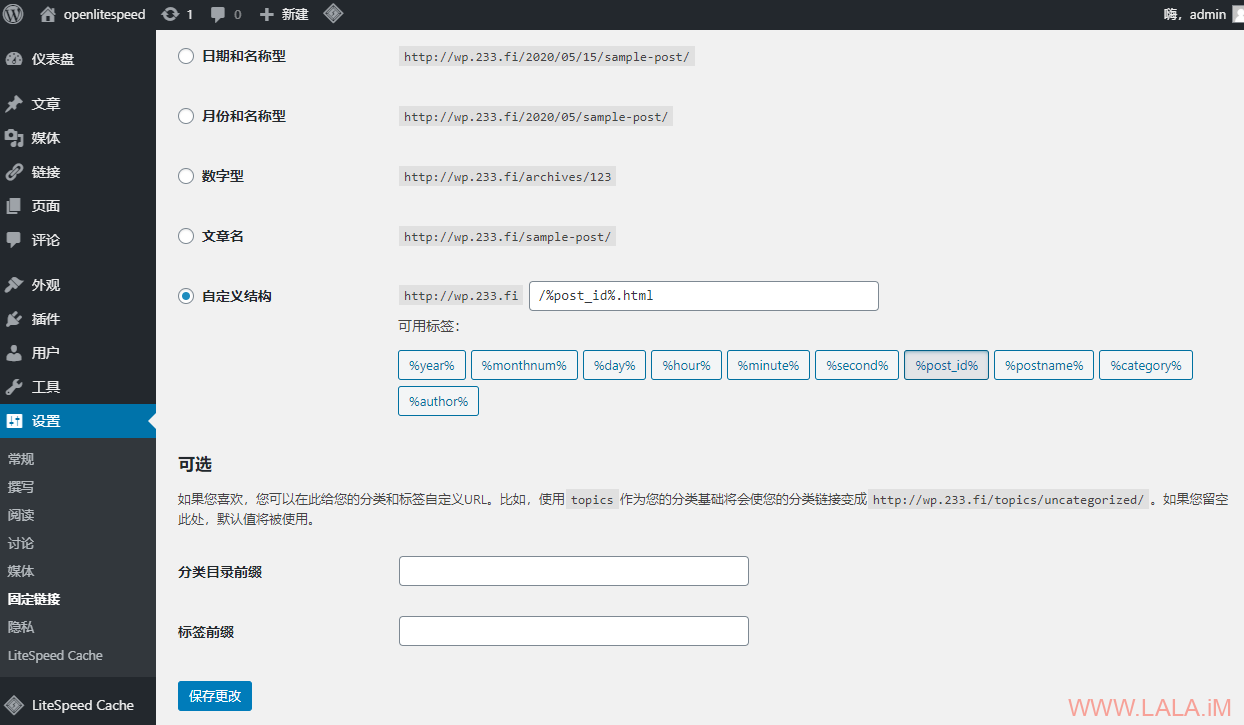 openlitespeed 1 0 新建 嗨，admin
仪表盘
文章
媒体
链接
页面
评论
外观
插件
用户
工具
设置
常规
撰写
阅读
讨论
媒体
固定链接
隐私
LiteSpeed Cache
LiteSpeed Cache
日期和名称型 http://wp.233.fi/2020/05/15/sample-post/
月份和名称型 http://wp.233.fi/2020/05/sample-post/
数字型 http://wp.233.fi/archives/123
文章名 http://wp.233.fi/sample-post/
自定义结构 http://wp.233.fi /%post_id%.html
可用标签：
%year% %monthnum% %day% %hour% %minute% %second% %post_id% %postname% %category%
%author%
可选
如果您喜欢，您可以在此给您的分类和标签自定义URL。比如，使用 topics 作为您的分类基础将会使您的分类链接变成 http://wp.233.fi/topics/uncategorized/ 。如果您留空
此处，默认值将被使用。
分类目录前缀
标签前缀
保存更改
WWW.LALA.iM